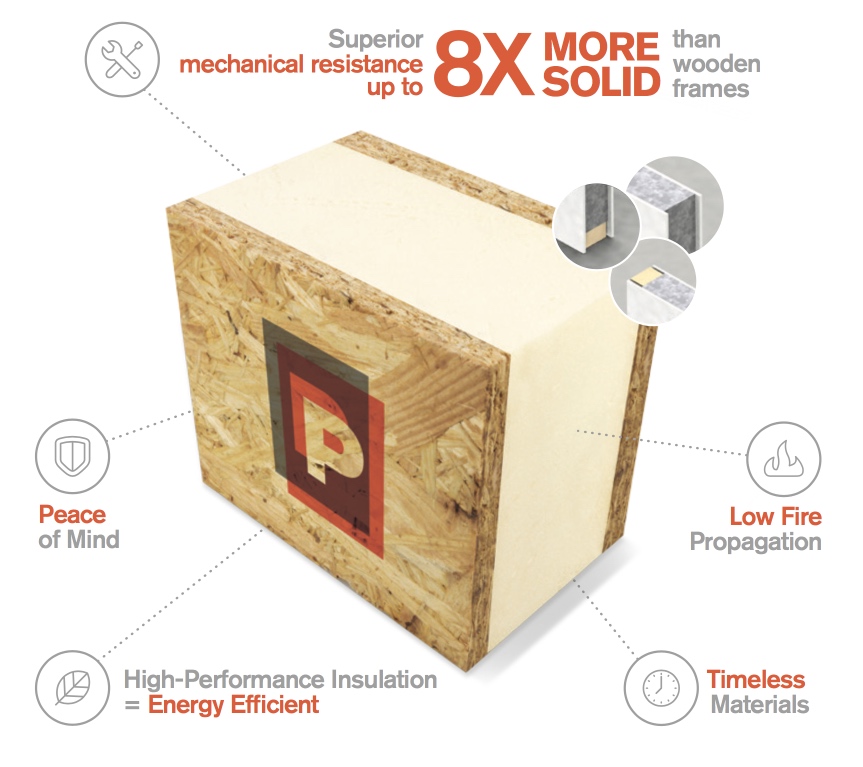 Superior
mechanical resistance
up to
8X
MORE
SOLID
than
wooden
frames
P
Peace
of Mind
Low Fire
Propagation
High-Performance Insulation
= Energy Efficient
Timeless
Materials